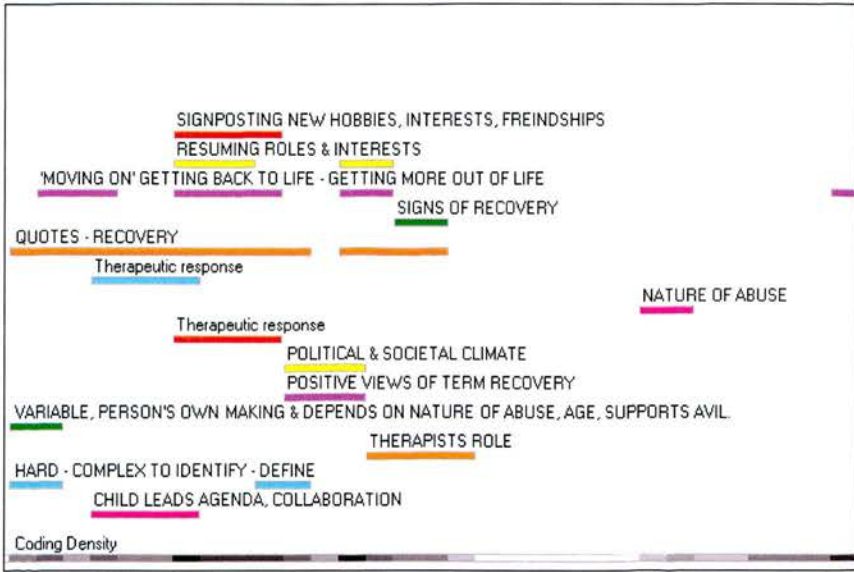 SIGNPOSTING NEW HOBBIES, INTERESTS, FREINDSHIPS
RESUMING ROLES & INTERESTS
'MOVING ON' GETTING BACK TO LIFE - GETTING MORE OUT OF LIFE
SIGNS OF RECOVERY
QUOTES - RECOVERY
Therapeutic response
NATURE OF ABUSE
Therapeutic response
POLITICAL & SOCIETAL CLIMATE
POSITIVE VIEWS OF TERM RECOVERY
VARIABLE, PERSON'S OWN MAKING & DEPENDS ON NATURE OF ABUSE, AGE, SUPPORTS AVIL.
THERAPISTS ROLE
HARD - COMPLEX TO IDENTIFY - DEFINE
CHILD LEADS AGENDA, COLLABORATION
Coding Density